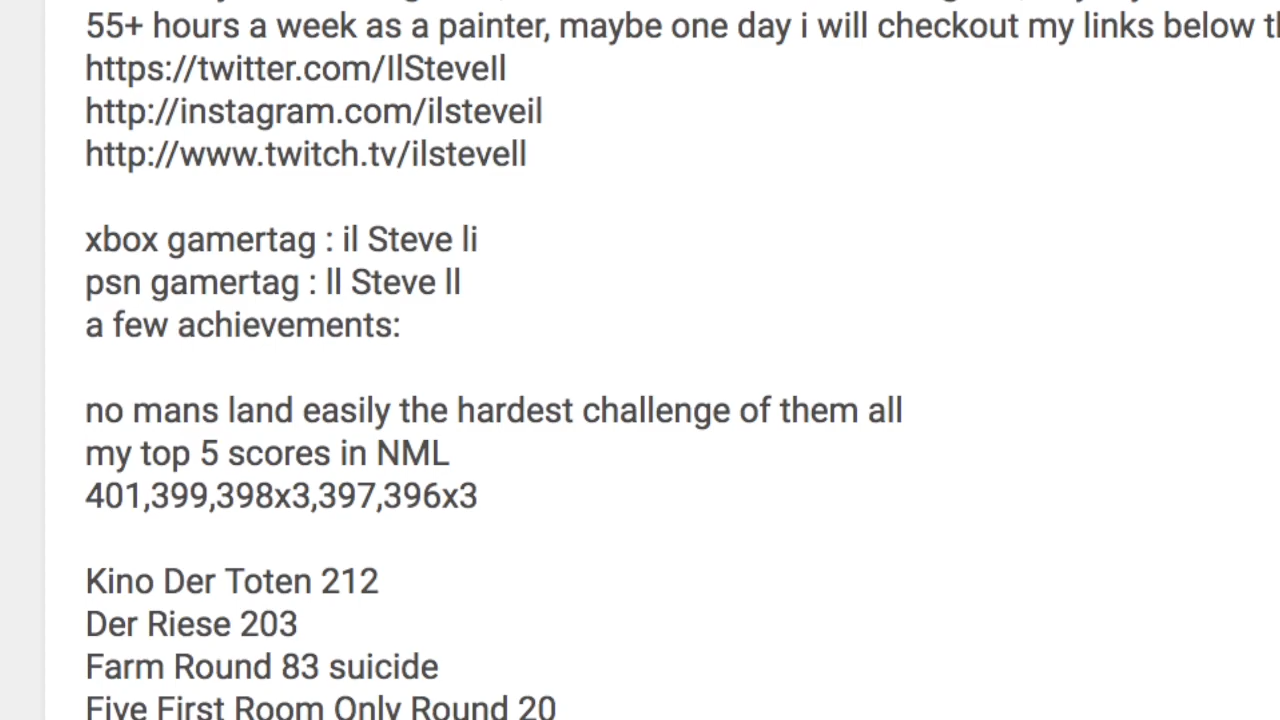 55+ hours a week as a painter, maybe one day i will checkout my links below
https://twitter.com/IlSteveIl
http://instagram.com/ilsteveil
http://www.twitch.tv/ilstevell
xbox gamertag : il Steve li
psn gamertag : ll Steve ll
a few achievements:
no mans land easily the hardest challenge of them all
my top 5 scores in NML
401,399,398x3,397,396x3
Kino Der Toten 212
Der Riese 203
Farm Round 83 suicide
Five First Room Only Round 20